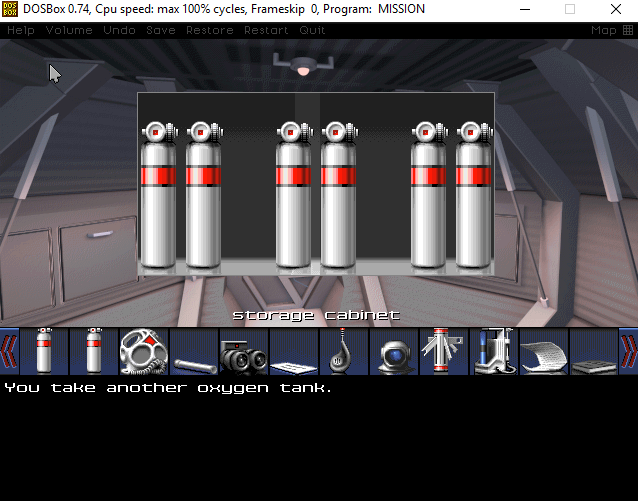 DOSBox 0.74, Cpu speed: max 100% cycles, Frameskip 0, Program: MISSION
Help Volume Undo Save Restore Restart Quit Map
storage cabinet
You take another oxygen tank.